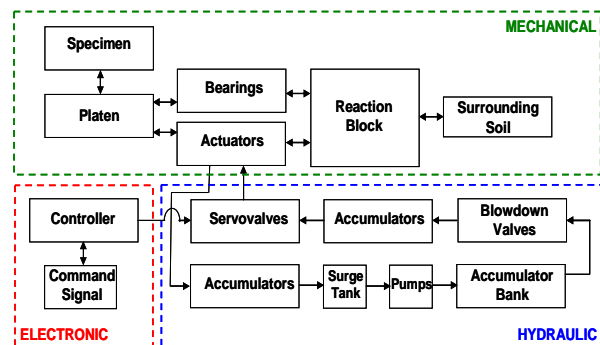 MECHANICAL
Specimen
Platen
Bearings
Actuators
Reaction
Block
Surrounding
Soil
Controller
Command
Signal
ELECTRONIC
Servovalves
Accumulators
Blowdown
Valves
Accumulators
Surge
Tank
Pumps
Accumulator
Bank
HYDRAULIC